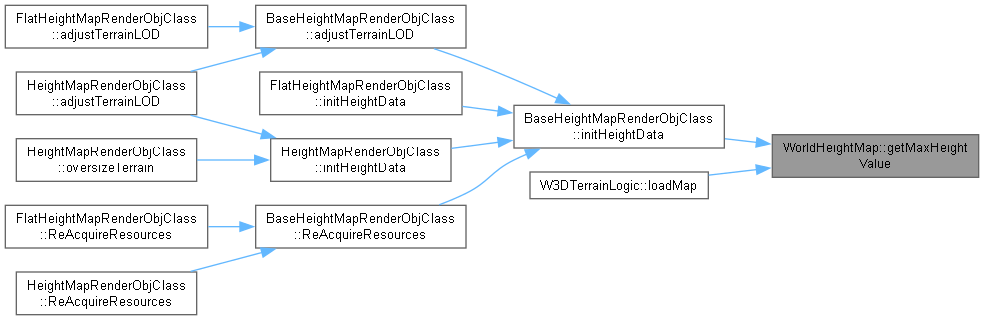 FlatHeightMapRenderObjClass
::adjustTerrainLOD
BaseHeightMapRenderObjClass
::adjustTerrainLOD
HeightMapRenderObjClass
::adjustTerrainLOD
FlatHeightMapRenderObjClass
::initHeightData
BaseHeightMapRenderObjClass
::initHeightData
HeightMapRenderObjClass
::oversizeTerrain
HeightMapRenderObjClass
::initHeightData
WorldHeightMap::getMaxHeight
Value
W3DTerrainLogic::loadMap
FlatHeightMapRenderObjClass
::ReAcquireResources
BaseHeightMapRenderObjClass
::ReAcquireResources
HeightMapRenderObjClass
::ReAcquireResources